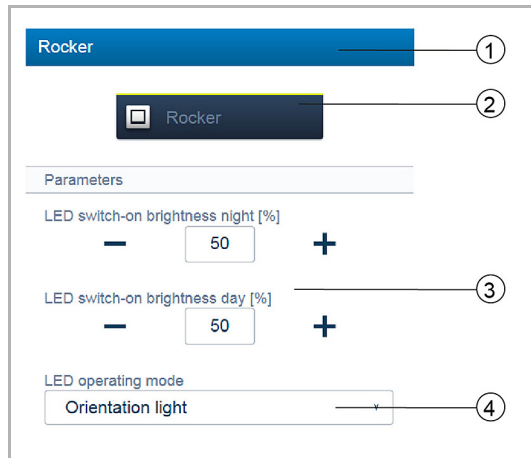 Rocker
1
Rocker
2
Parameters
LED switch-on brightness night [%]
− 50 +
LED switch-on brightness day [%]
3
− 50 +
LED operating mode
Orientation light
4